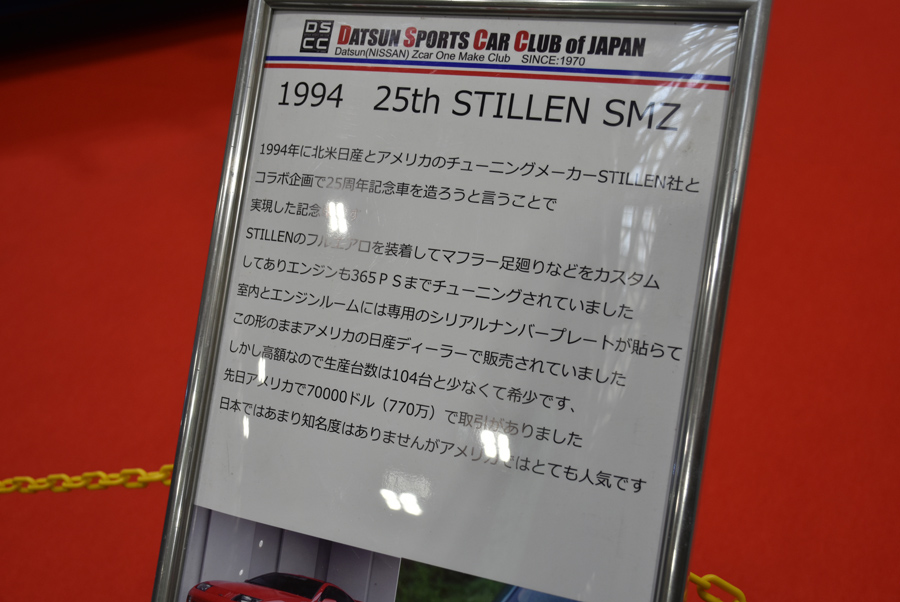 DS
CC
DATSUN SPORTS CAR CLUB of JAPAN
Datsun(NISSAN) Zcar One Make Club SINCE:1970
1994 25th STILLEN SMZ
1994年に北米日産とアメリカのチューニングメーカーSTILLEN社と
コラボ企画で25周年記念車を造ろうと言うことで
実現した記念
STILLENのフルエアロを装着してマフラー足廻りなどをカスタム
してありエンジンも365ＰＳまでチューニングされていました
室内とエンジンルームには専用のシリアルナンバープレートが貼らて
この形のままアメリカの日産ディーラーで販売されていました
しかし高額なので生産台数は104台と少なくて希少です、
先日アメリカで70000ドル（770万）で取引がありました
日本ではあまり知名度はありませんがアメリカではとても人気です